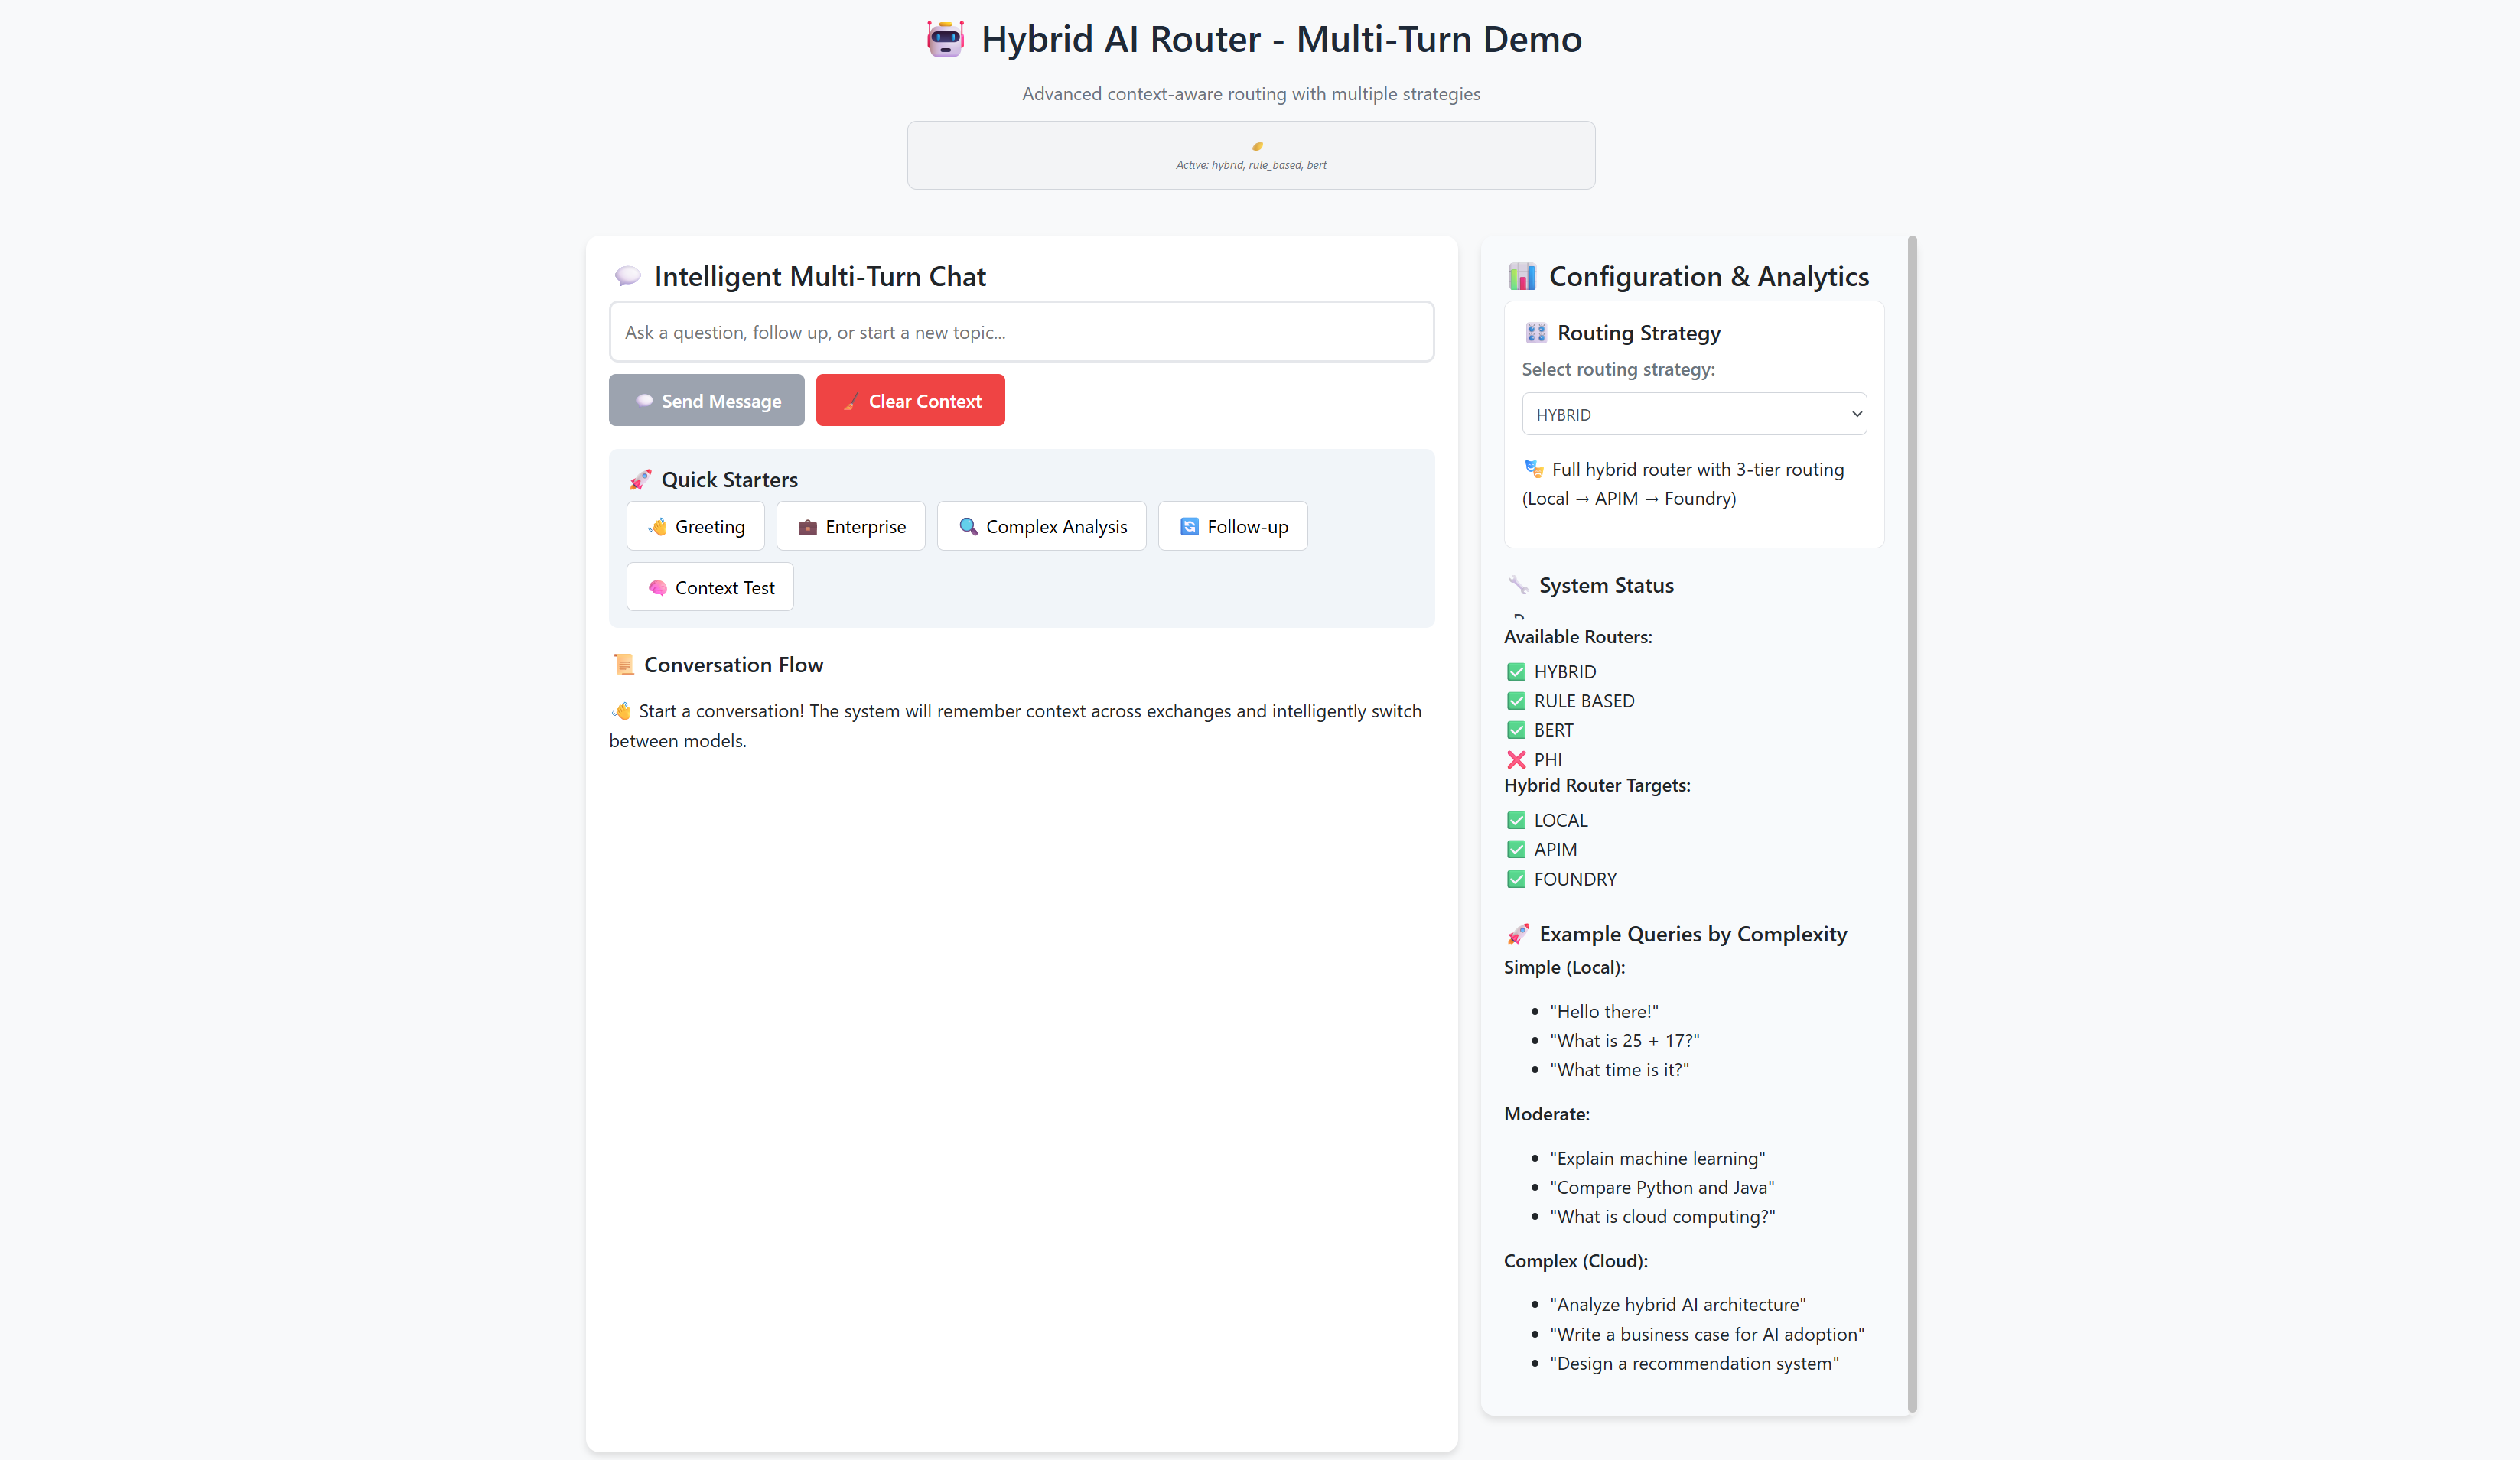 Hybrid AI Router - Multi-Turn Demo
Advanced context-aware routing with multiple strategies
Active: hybrid, rule_based, bert
Intelligent Multi-Turn Chat
Ask a question, follow up, or start a new topic...
Send Message
Clear Context
Quick Starters
Greeting
Enterprise
Complex Analysis
Follow-up
Context Test
Conversation Flow
Start a conversation! The system will remember context across exchanges and intelligently switch
between models.
Configuration & Analytics
Routing Strategy
Select routing strategy:
HYBRID
Full hybrid router with 3-tier routing
(Local → APIM → Foundry)
System Status
Available Routers:
HYBRID
RULE BASED
BERT
PHI
Hybrid Router Targets:
LOCAL
APIM
FOUNDRY
Example Queries by Complexity
Simple (Local):
• "Hello there!"
• "What is 25 + 17?"
• "What time is it?"
Moderate:
• "Explain machine learning"
• "Compare Python and Java"
• "What is cloud computing?"
Complex (Cloud):
• "Analyze hybrid AI architecture"
• "Write a business case for AI adoption"
• "Design a recommendation system"